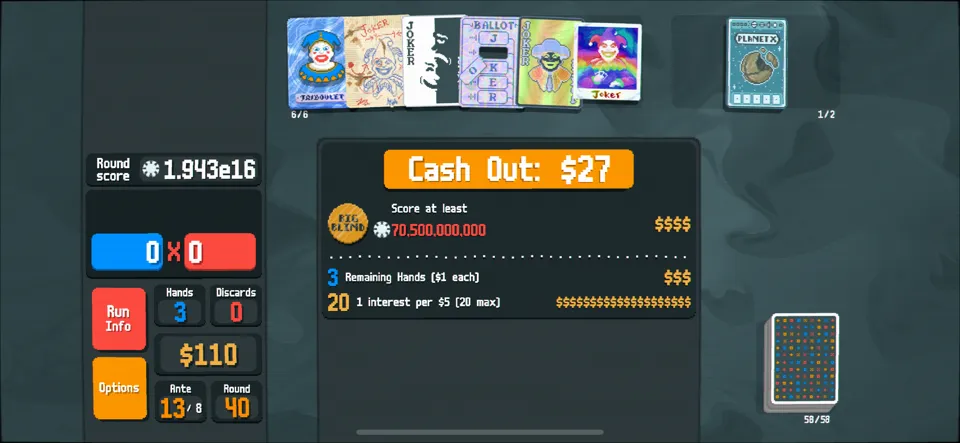 TRIBOULET
JOKER
JOKER
BALLOT
J
O
K
E
R
JOKER
Joker
PLANET X
6/6
1/2
Round
score
1.943e16
Cash Out: $27
BIG
BLIND
Score at least
70,500,000,000
$$$$
0 X 0
3 Remaining Hands ($1 each)
$$$
20 1 interest per $5 (20 max)
$$$$$$$$$$$$$$$$$$$$
Run
Info
Hands
3
Discards
0
$110
Options
Ante
13/8
Round
40
58/58